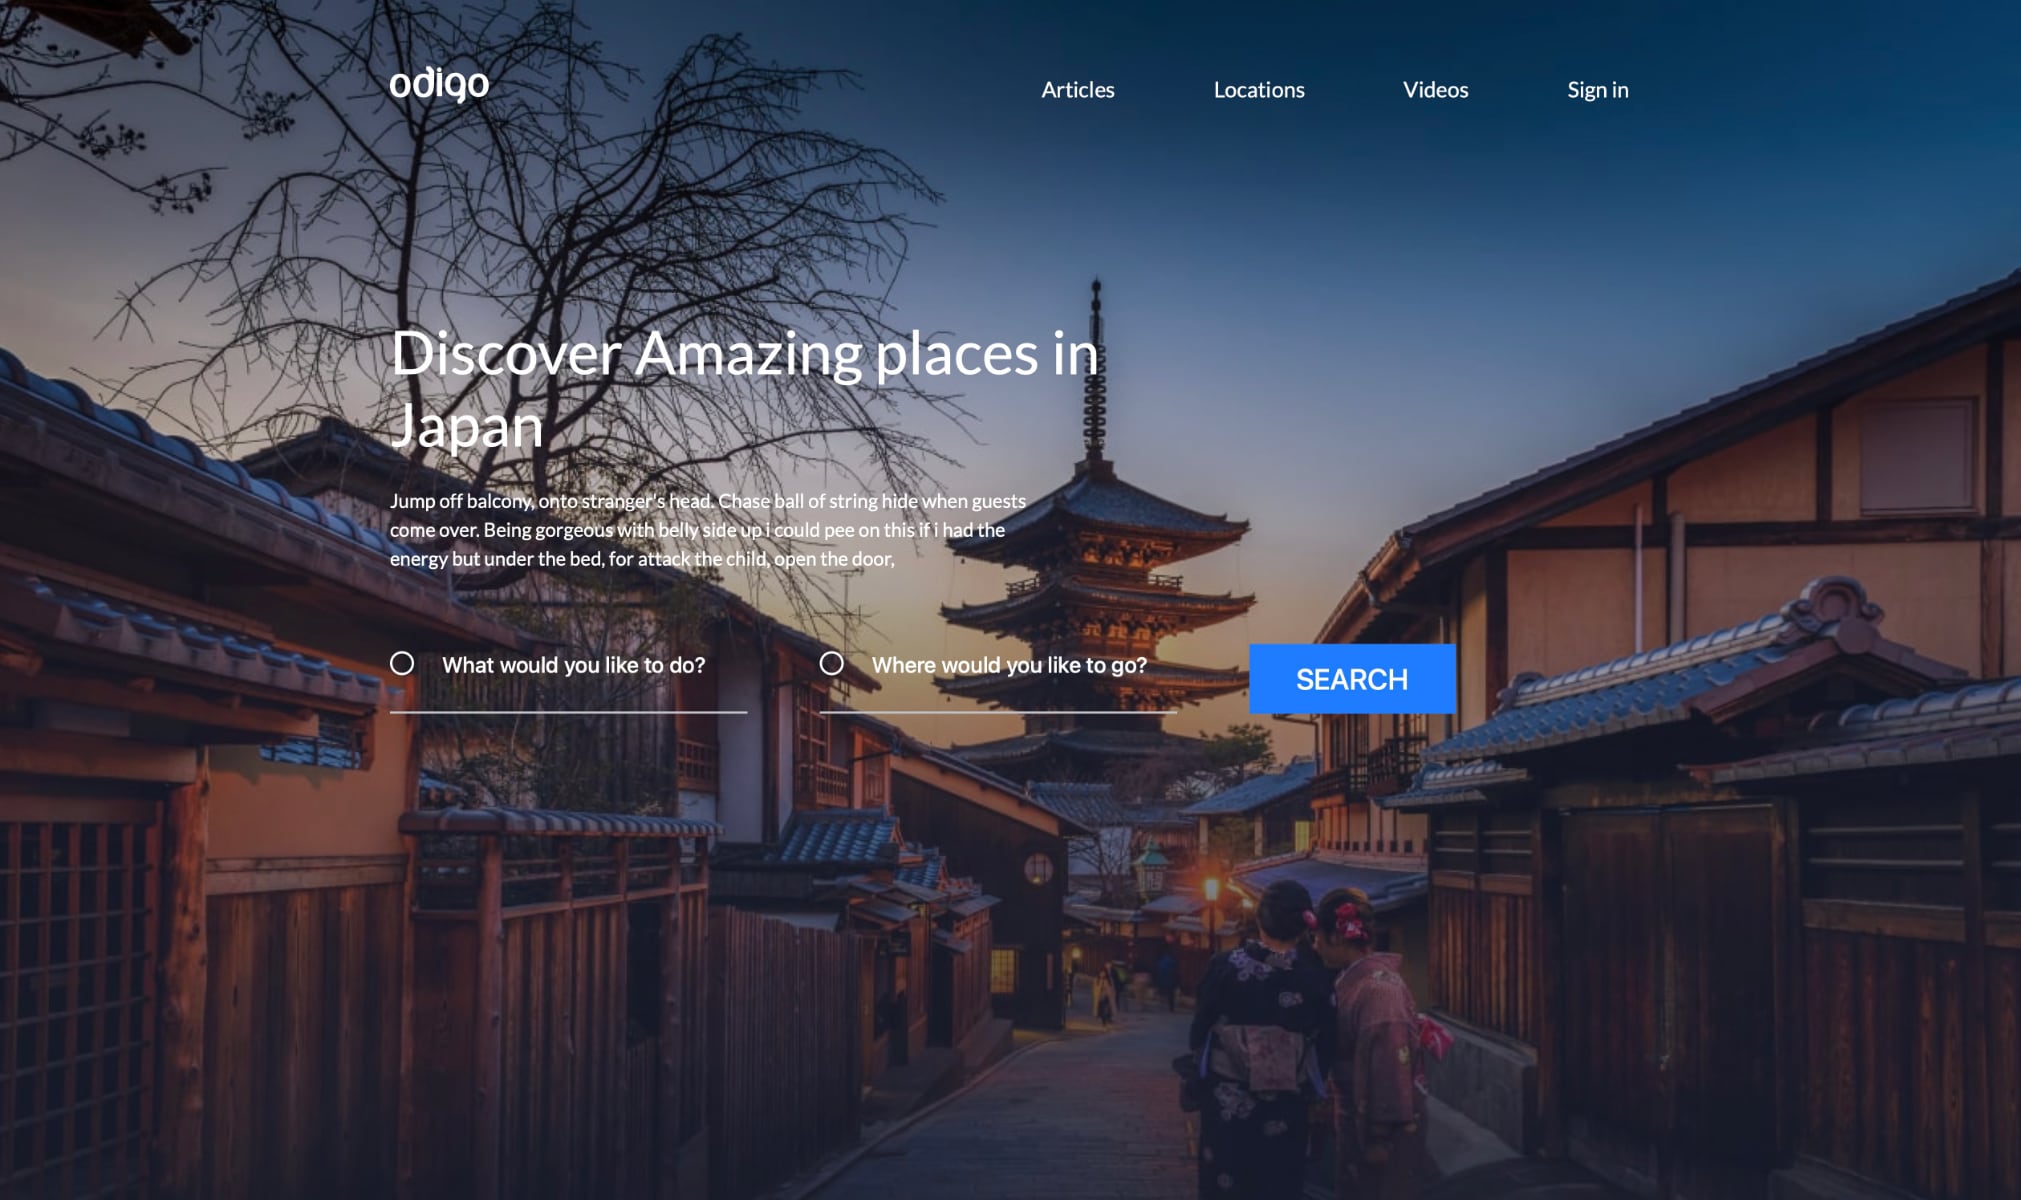 odigo
Articles
Locations
Videos
Sign in
Discover Amazing places in
Japan
Jump off balcony, onto stranger's head. Chase ball of string hide when guests
come over. Being gorgeous with belly side up i could pee on this if i had the
energy but under the bed, for attack the child, open the door,
What would you like to do?
Where would you like to go?
SEARCH